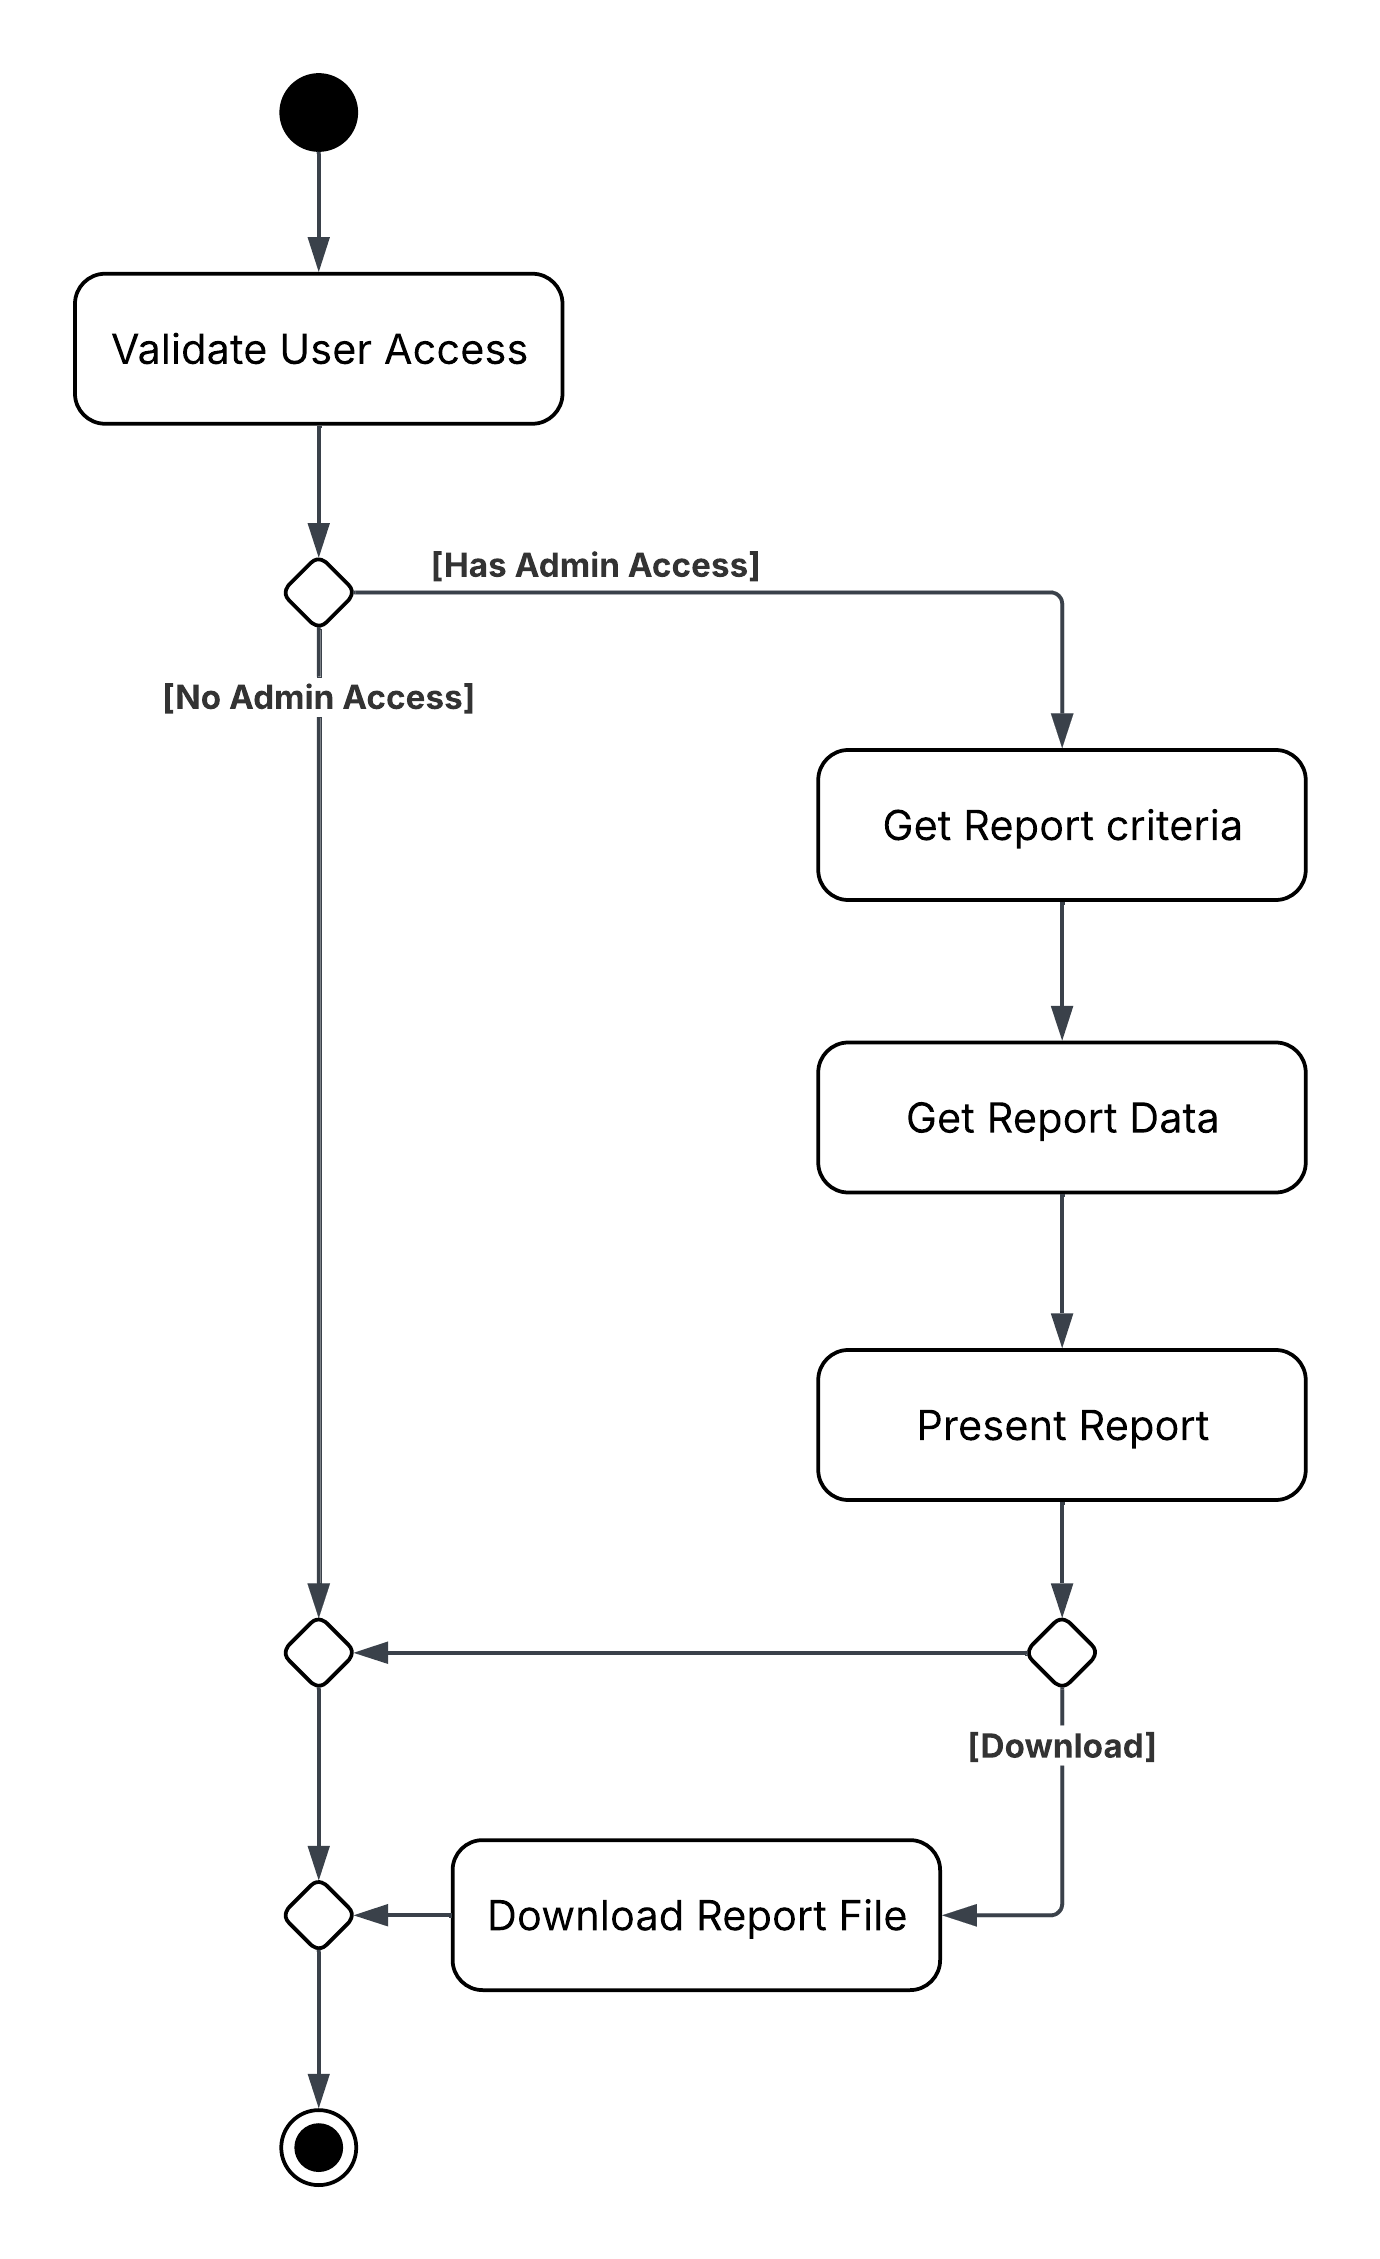 Validate User Access
[Has Admin Access]
[No Admin Access]
Get Report criteria
Get Report Data
Present Report
[Download]
Download Report File